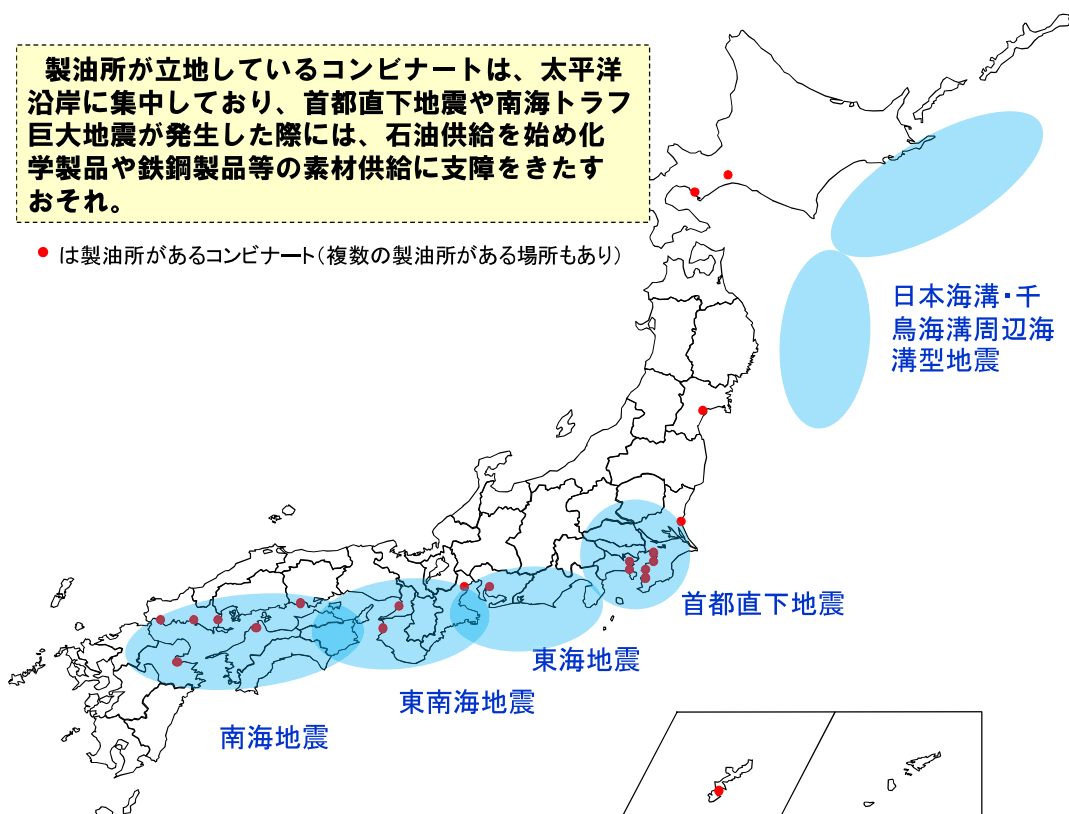 製油所が立地しているコンビナートは、太平洋
沿岸に集中しており、首都直下地震や南海トラフ
巨大地震が発生した際には、石油供給を始め化
学製品や鉄鋼製品等の素材供給に支障をきたす
おそれ。
●は製油所があるコンビナート（複数の製油所がある場所もあり）
日本海溝・千
島海溝周辺海
溝型地震
首都直下地震
東海地震
東南海地震
南海地震